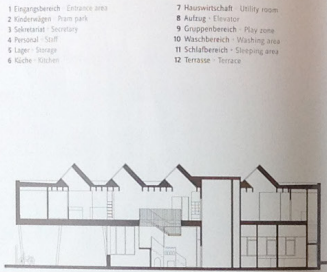 1 Eingangsbereich · Entrance area
2 Kinderwägen · Pram park
3 Sekretariat · Secretary
4 Personal · Staff
5 Lager · Storage
6 Küche · Kitchen
7 Hauswirtschaft · Utility room
8 Aufzug · Elevator
9 Gruppenbereich · Play zone
10 Waschbereich · Washing area
11 Schlafbereich · Sleeping area
12 Terrasse · Terrace